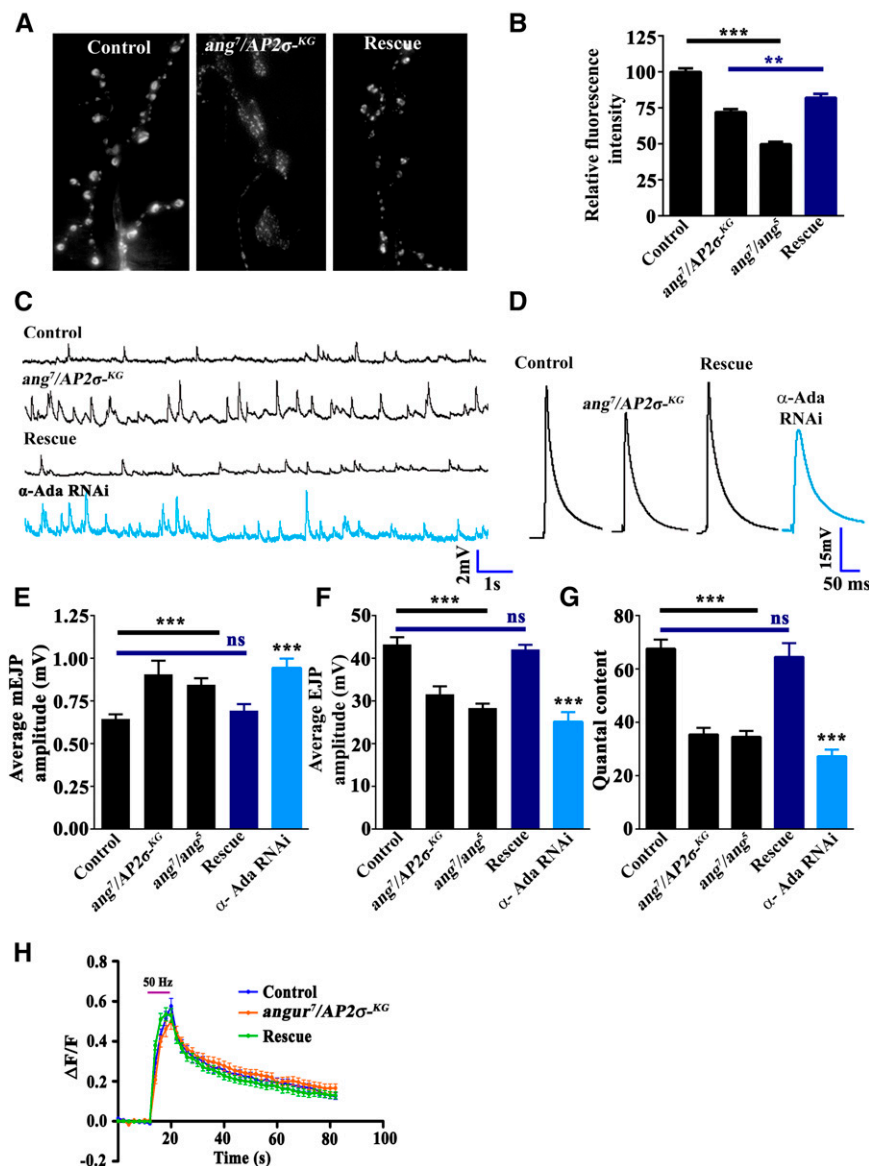 A
Control
ang⁷/AP2σ-ᴷᴳ
Rescue
B
Relative fluorescence
intensity
125
100
75
50
25
0
***
**
Control
ang⁷/AP2σ-ᴷᴳ
ang⁷/ang⁵
Rescue
C
Control
ang⁷/AP2σ-ᴷᴳ
Rescue
α-Ada RNAi
2mV
1s
D
Control
ang⁷/AP2σ-ᴷᴳ
Rescue
α-Ada
RNAi
15mV
50 ms
E
Average mEJP
amplitude (mV)
1.25
1.00
0.75
0.50
0.25
0.00
***
ns
***
Control
ang⁷/AP2σ-ᴷᴳ
ang⁷/ang⁵
Rescue
α- Ada RNAi
F
Average EJP
amplitude (mV)
50
40
30
20
10
0
***
ns
***
Control
ang⁷/AP2σ-ᴷᴳ
ang⁷/ang⁵
Rescue
α- Ada RNAi
G
Quantal content
80
60
40
20
0
***
ns
***
Control
ang⁷/AP2σ-ᴷᴳ
ang⁷/ang⁵
Rescue
α- Ada RNAi
H
ΔF/F
0.8
0.6
0.4
0.2
0.0
-0.2
50 Hz
Control
angur⁷/AP2σ-ᴷᴳ
Rescue
20
40
60
80
100
Time (s)